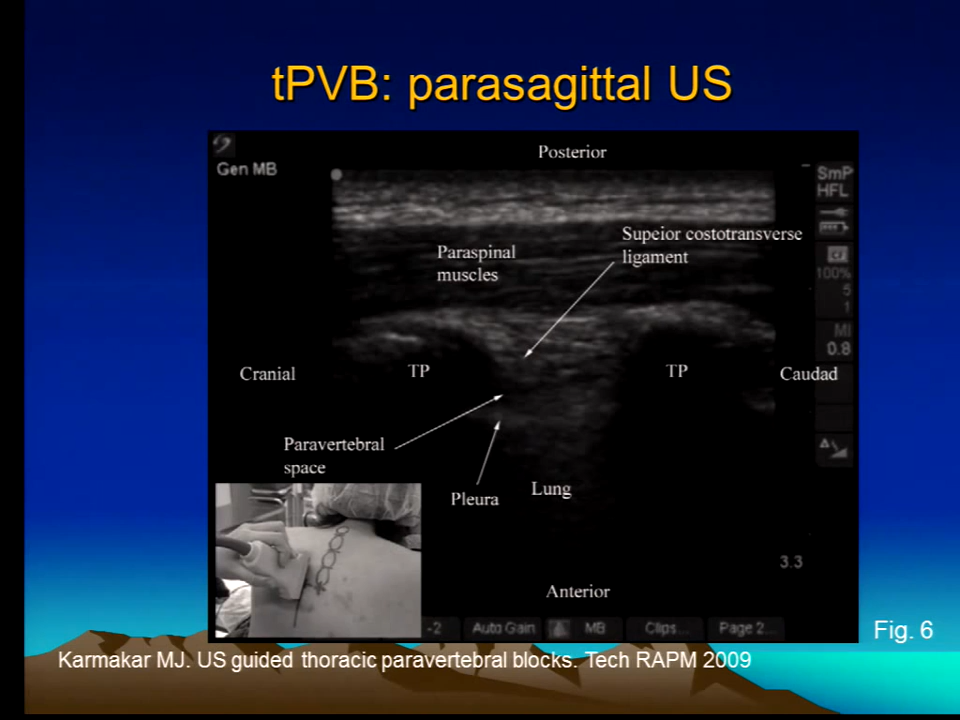 tPVB: parasagittal US
Posterior
Gen MB
SmP
HFL
Supeior costotransverse
ligament
Paraspinal
muscles
100%
5
1
MI
0.8
Cranial
TP
TP
Caudad
Paravertebral
space
Pleura
Lung
3.3
Anterior
-2
Auto Gain
MB
Clips...
Page 2...
Fig. 6
Karmakar MJ. US guided thoracic paravertebral blocks. Tech RAPM 2009